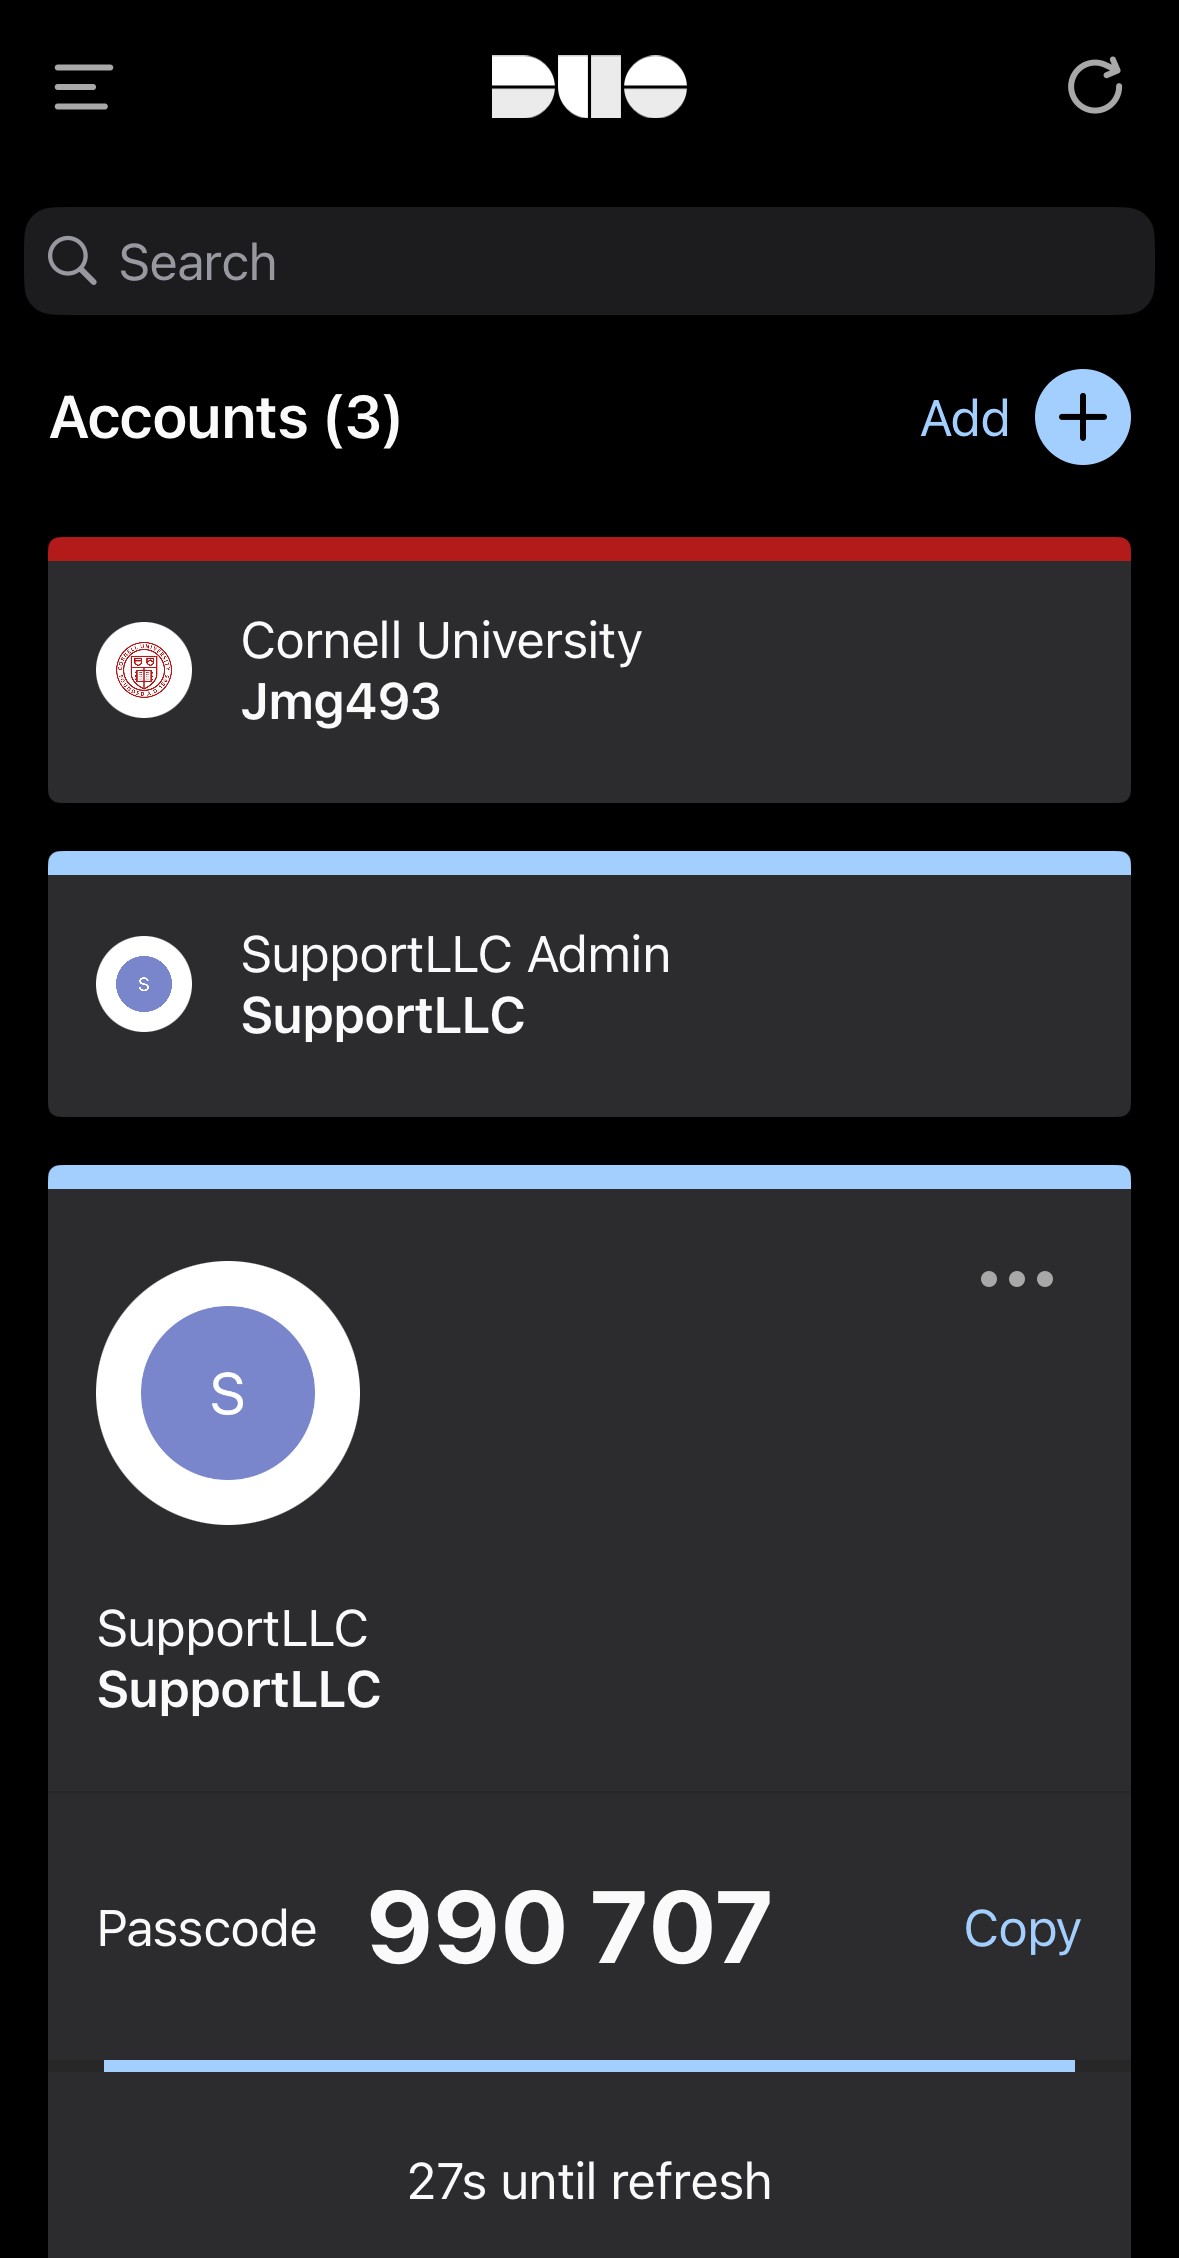 DUO
Search
Accounts (3)
Add
Cornell University
Jmg493
S
SupportLLC Admin
SupportLLC
S
SupportLLC
SupportLLC
Passcode 990 707 Copy
27s until refresh